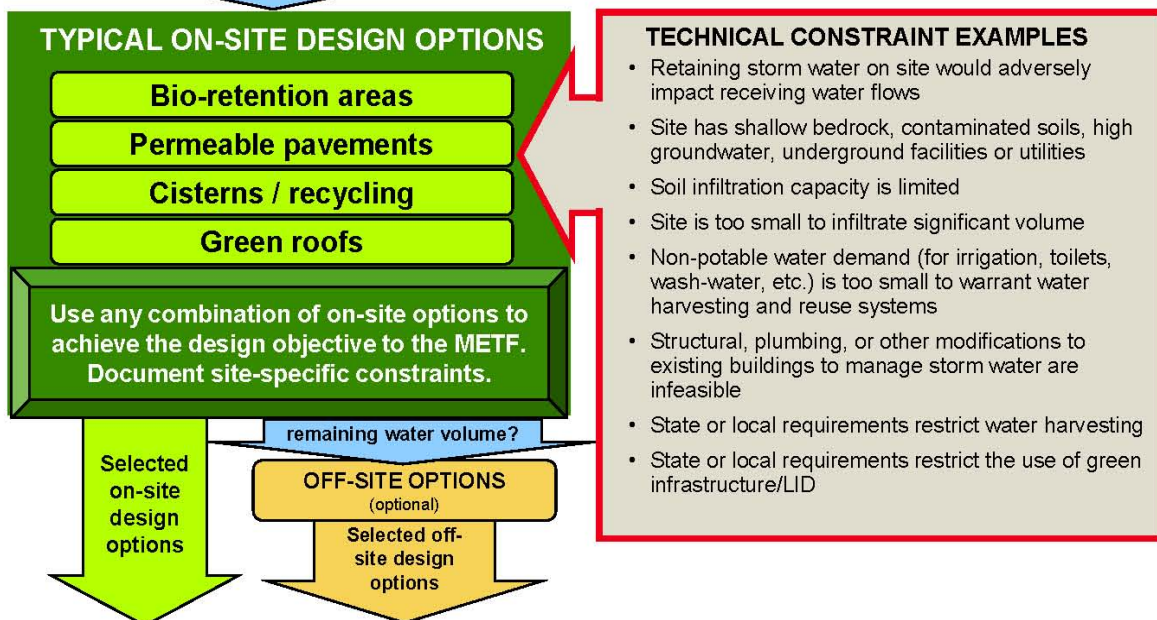 TYPICAL ON-SITE DESIGN OPTIONS
Bio-retention areas
Permeable pavements
Cisterns / recycling
Green roofs
Use any combination of on-site options to
achieve the design objective to the METF.
Document site-specific constraints.
Selected
on-site
design
options
remaining water volume?
OFF-SITE OPTIONS
(optional)
Selected off-
site design
options
TECHNICAL CONSTRAINT EXAMPLES
• Retaining storm water on site would adversely
impact receiving water flows
• Site has shallow bedrock, contaminated soils, high
groundwater, underground facilities or utilities
• Soil infiltration capacity is limited
• Site is too small to infiltrate significant volume
• Non-potable water demand (for irrigation, toilets,
wash-water, etc.) is too small to warrant water
harvesting and reuse systems
• Structural, plumbing, or other modifications to
existing buildings to manage storm water are
infeasible
• State or local requirements restrict water harvesting
• State or local requirements restrict the use of green
infrastructure/LID